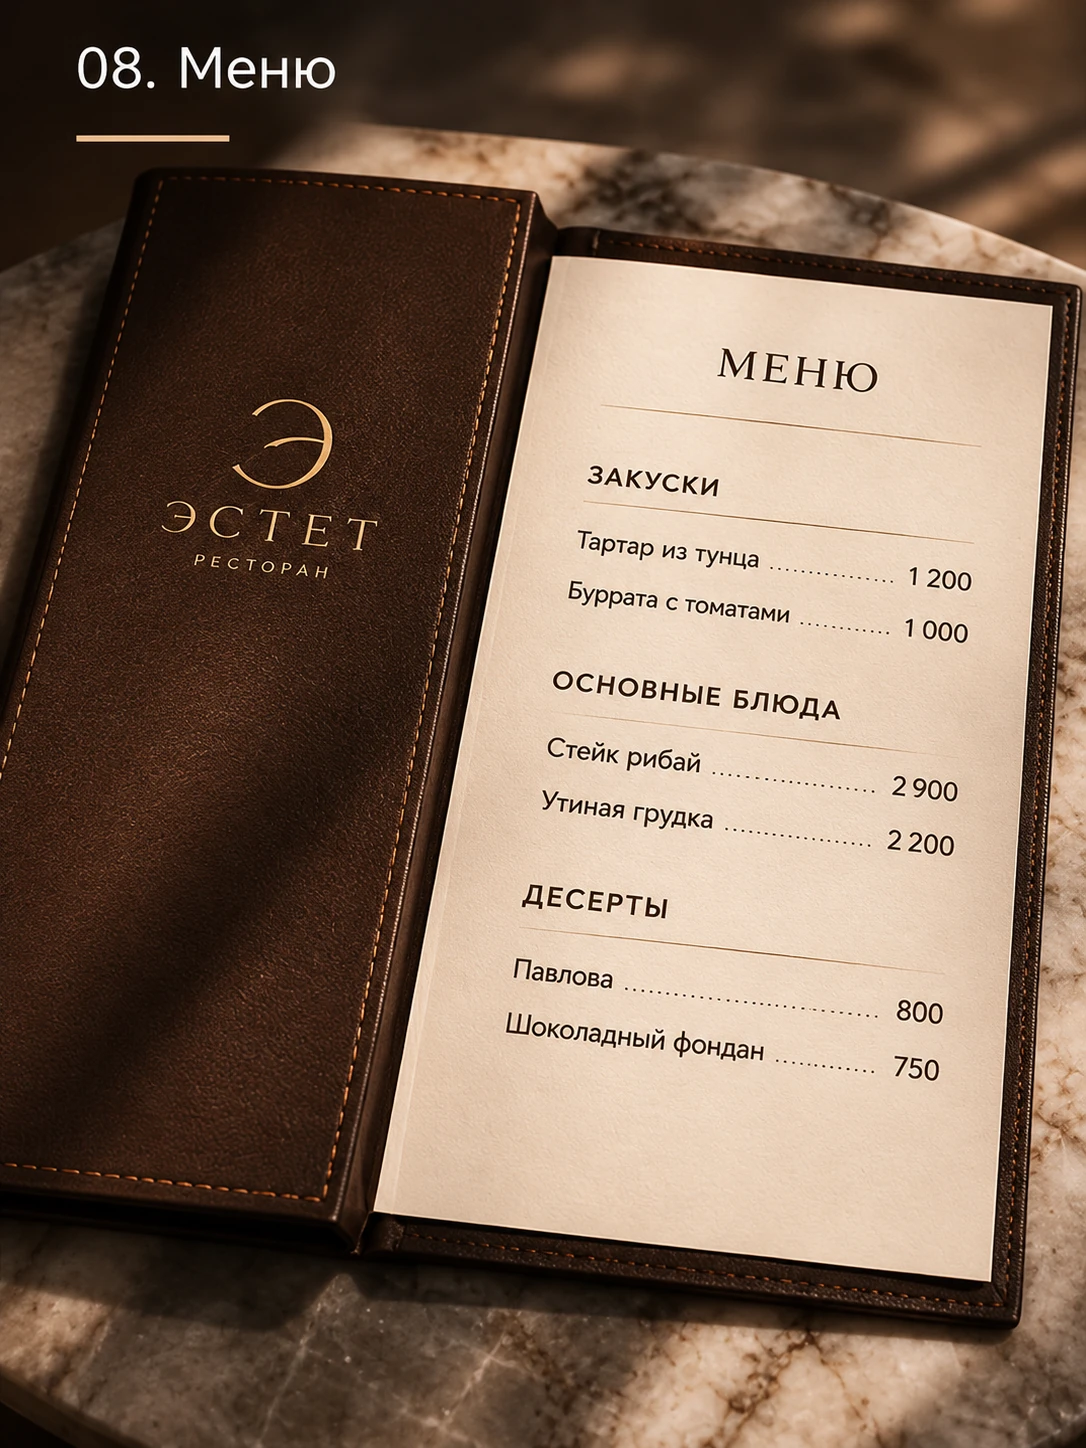 08. Меню
Э
ЭСТЕТ
РЕСТОРАН
МЕНЮ
ЗАКУСКИ
Тартар из тунца ................ 1 200
Буррата с томатами ............ 1 000
ОСНОВНЫЕ БЛЮДА
Стейк рибай ...................... 2 900
Утиная грудка .................... 2 200
ДЕСЕРТЫ
Павлова ................................ 800
Шоколадный фондан .............. 750